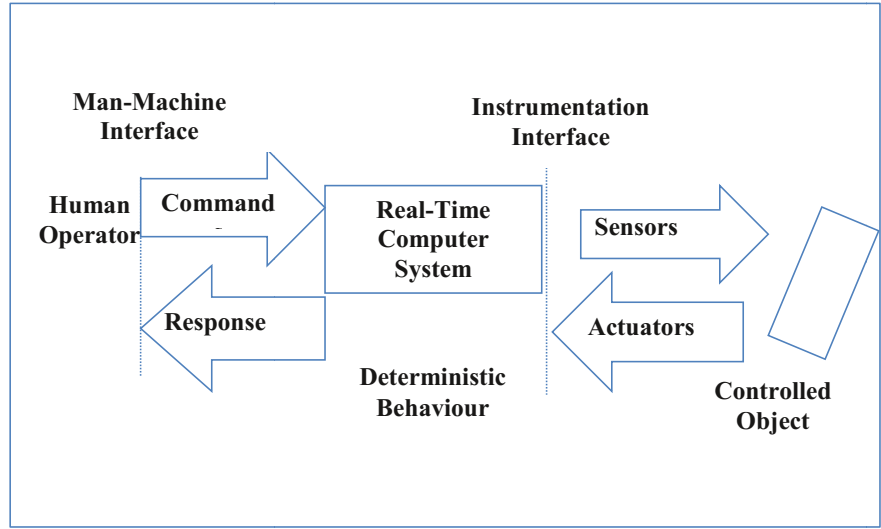 Man-Machine
Interface
Instrumentation
Interface
Human
Operator
Command
Real-Time
Computer
System
Sensors
Response
Actuators
Deterministic
Behaviour
Controlled
Object